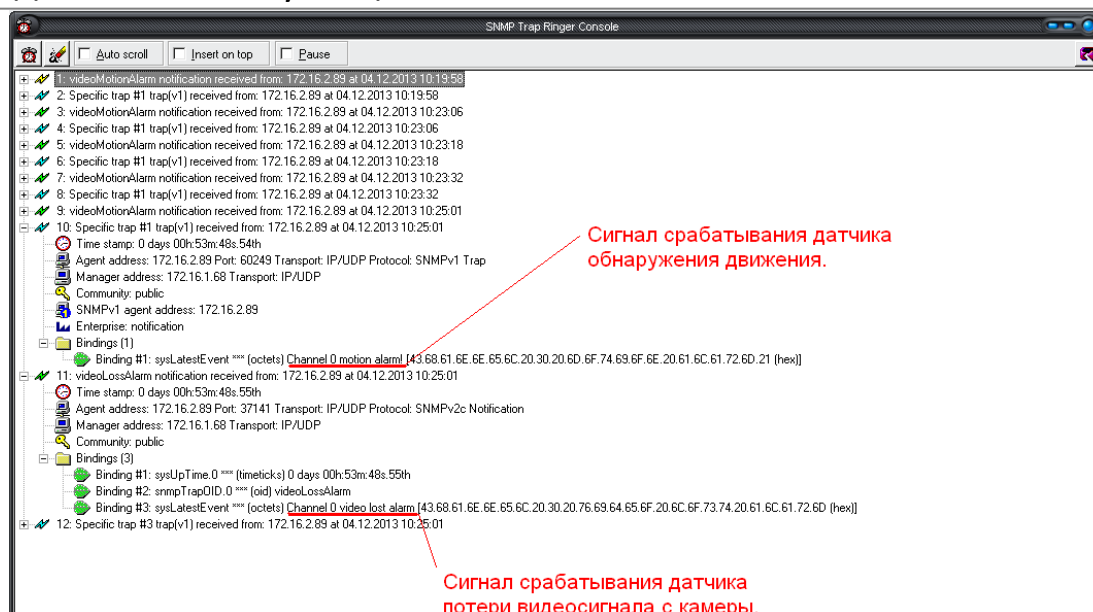 SNMP Trap Ringer Console
Auto scroll Insert on top Pause
1: videoMotionAlarm notification received from: 172.16.2.89 at 04.12.2013 10:19:58
2: Specific trap #1 trap(v1) received from: 172.16.2.89 at 04.12.2013 10:19:58
3: videoMotionAlarm notification received from: 172.16.2.89 at 04.12.2013 10:23:06
4: Specific trap #1 trap(v1) received from: 172.16.2.89 at 04.12.2013 10:23:06
5: videoMotionAlarm notification received from: 172.16.2.89 at 04.12.2013 10:23:18
6: Specific trap #1 trap(v1) received from: 172.16.2.89 at 04.12.2013 10:23:18
7: videoMotionAlarm notification received from: 172.16.2.89 at 04.12.2013 10:23:32
8: Specific trap #1 trap(v1) received from: 172.16.2.89 at 04.12.2013 10:23:32
9: videoMotionAlarm notification received from: 172.16.2.89 at 04.12.2013 10:25:01
10: Specific trap #1 trap(v1) received from: 172.16.2.89 at 04.12.2013 10:25:01
Time stamp: 0 days 00h:53m:48s.54th
Agent address: 172.16.2.89 Port: 60249 Transport: IP/UDP Protocol: SNMPv1 Trap
Manager address: 172.16.1.68 Transport: IP/UDP
Community: public
SNMPv1 agent address: 172.16.2.89
Enterprise: notification
Bindings (1)
Binding #1: sysLatestEvent *** (octets) Channel 0 motion alarm! [43.68.61.6E.6E.65.6C.20.30.20.6D.6F.74.69.6F.6E.20.61.6C.61.72.6D.21 (hex)]
Сигнал срабатывания датчика
обнаружения движения.
11: videoLossAlarm notification received from: 172.16.2.89 at 04.12.2013 10:25:01
Time stamp: 0 days 00h:53m:48s.55th
Agent address: 172.16.2.89 Port: 37141 Transport: IP/UDP Protocol: SNMPv2c Notification
Manager address: 172.16.1.68 Transport: IP/UDP
Community: public
Bindings (3)
Binding #1: sysUpTime.0 *** (timeticks) 0 days 00h:53m:48s.55th
Binding #2: snmpTrapOID.0 *** (oid) videoLossAlarm
Binding #3: sysLatestEvent *** (octets) Channel 0 video lost alarm [43.68.61.6E.6E.65.6C.20.30.20.76.69.64.65.6F.20.6C.6F.73.74.20.61.6C.61.72.6D (hex)]
12: Specific trap #3 trap(v1) received from: 172.16.2.89 at 04.12.2013 10:25:01
Сигнал срабатывания датчика
потери видеосигнала с камеры.